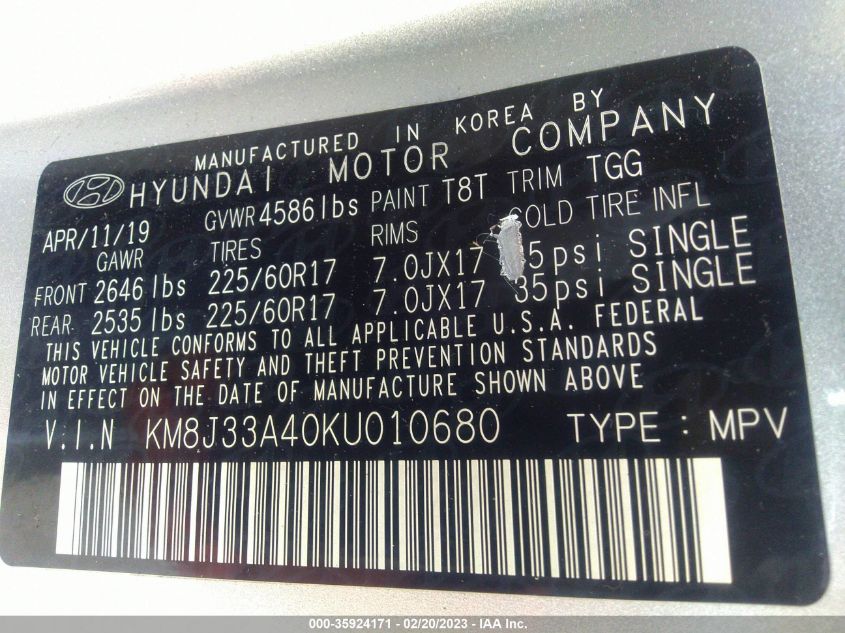 MANUFACTURED IN KOREA BY
HYUNDAI MOTOR COMPANY
APR/11/19 GVWR 4586 lbs PAINT T8T TRIM TGG
GAWR TIRES RIMS COLD TIRE INFL
FRONT 2646 lbs 225/60R17 7.0JX17 5psi SINGLE
REAR 2535 lbs 225/60R17 7.0JX17 35psi SINGLE
THIS VEHICLE CONFORMS TO ALL APPLICABLE U.S.A. FEDERAL
MOTOR VEHICLE SAFETY AND THEFT PREVENTION STANDARDS
IN EFFECT ON THE DATE OF MANUFACTURE SHOWN ABOVE
V.I.N KM8J33A40KU010680 TYPE : MPV
000-35924171 - 02/20/2023 - IAA Inc.